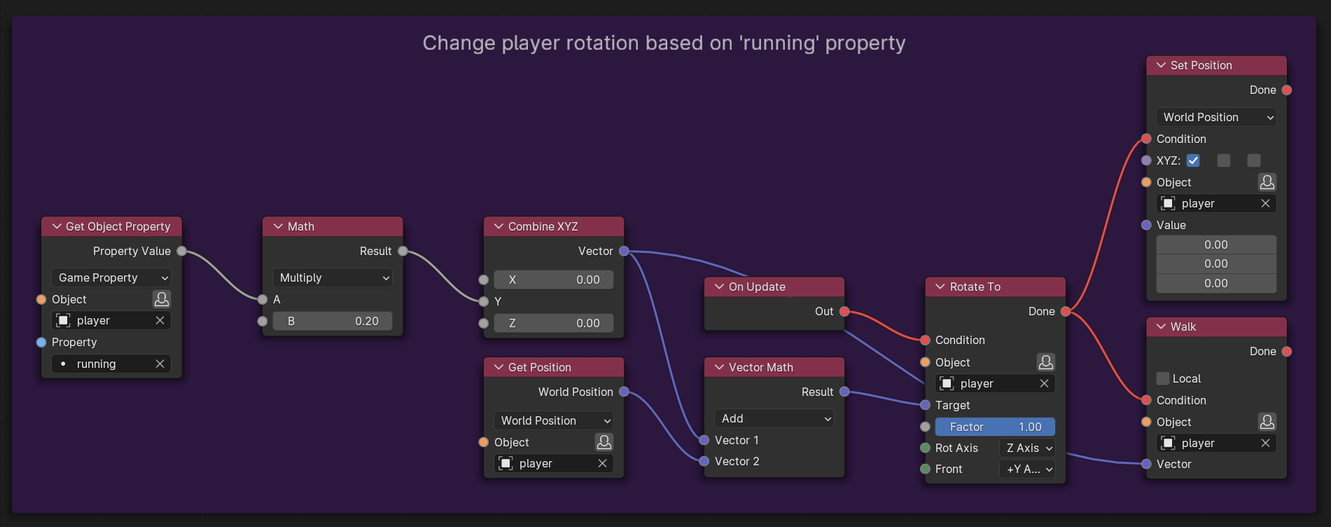 Change player rotation based on 'running' property
Get Object Property
Property Value
Game Property
Object
player
Property
running
Math
Result
Multiply
A
B 0.20
Combine XYZ
Vector
X 0.00
Y
Z 0.00
Get Position
World Position
World Position
Object
player
On Update
Out
Vector Math
Result
Add
Vector 1
Vector 2
Rotate To
Done
Condition
Object
player
Target
Factor 1.00
Rot Axis Z Axis
Front +Y A...
Set Position
Done
World Position
Condition
XYZ:
Object
player
Value
0.00
0.00
0.00
Walk
Done
Local
Condition
Object
player
Vector